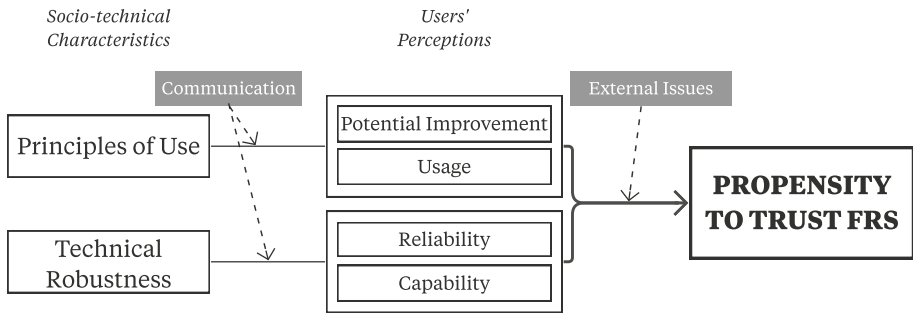 Socio-technical
Characteristics
Users'
Perceptions
Communication
External Issues
Principles of Use
Potential Improvement
Usage
PROPENSITY
TO TRUST FRS
Technical
Robustness
Reliability
Capability